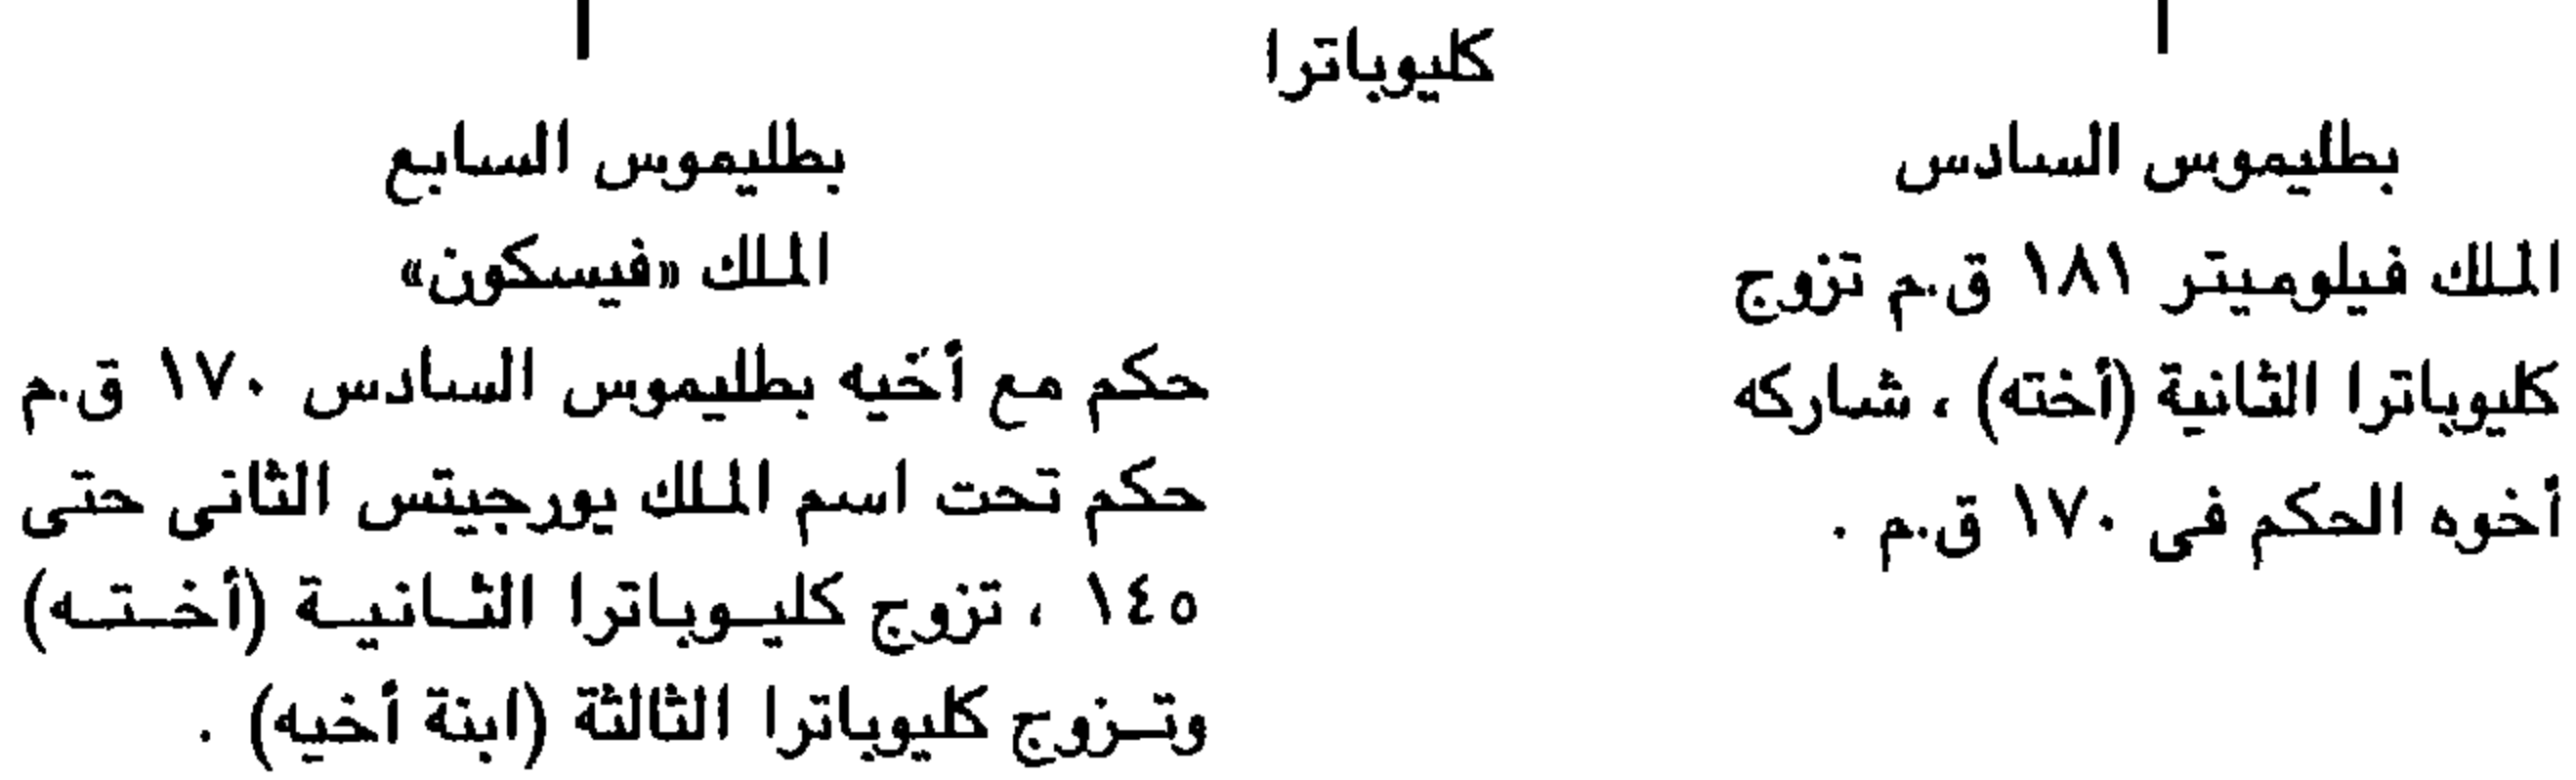 كليوباترا
بطليموس السادس
الملك فيلوميتر ١٨١ ق.م تزوج
كليوباترا الثانية (أخته) ، شاركه
أخوه الحكم فى ١٧٠ ق.م .
بطليموس السابع
الملك «فيسكون»
حكم مع أخيه بطليموس السادس ١٧٠ ق.م
حكم تحت اسم الملك يورجيتس الثانى حتى
١٤٥ ، تزوج كليوباترا الثانية (أخته)
وتزوج كليوباترا الثالثة (ابنة أخيه) .